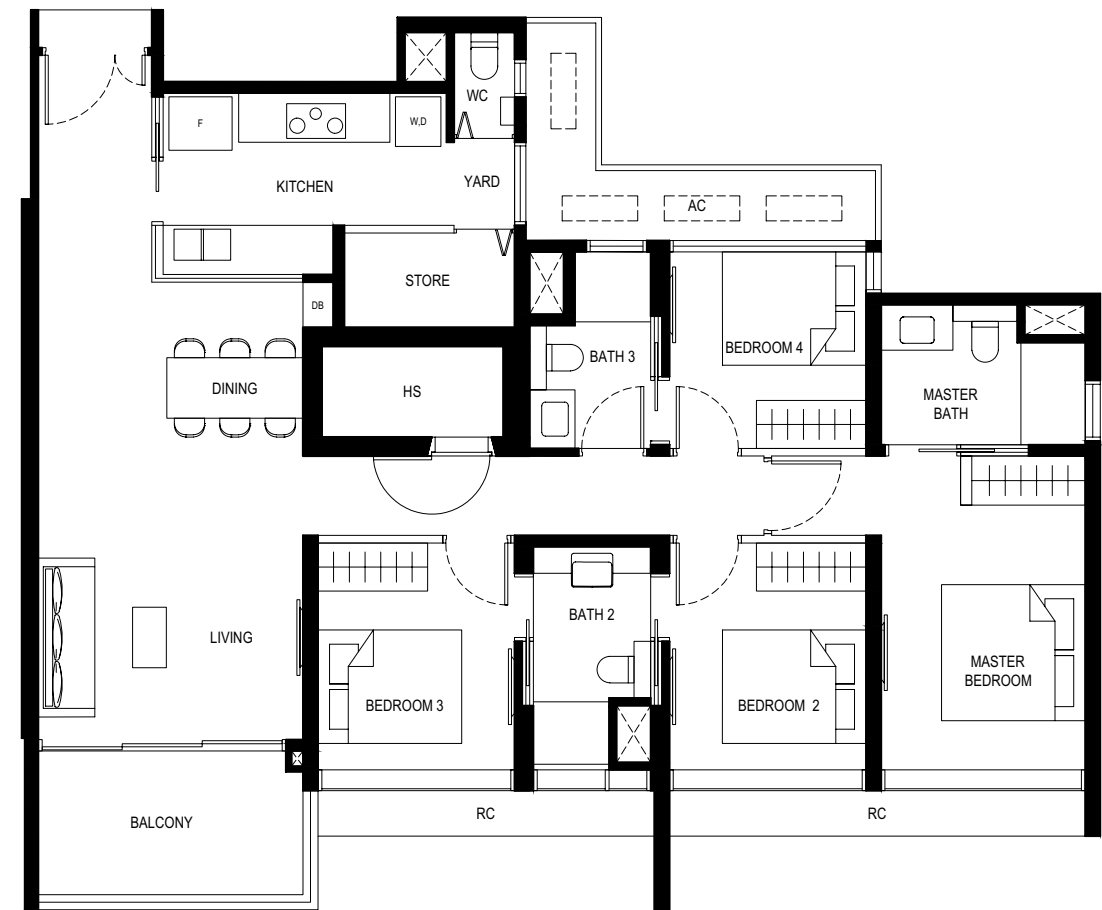 WC
F
W,D
KITCHEN
YARD
AC
STORE
DB
BEDROOM 4
BATH 3
DINING
HS
MASTER
BATH
BATH 2
LIVING
MASTER
BEDROOM
BEDROOM 3
BEDROOM 2
BALCONY
RC
RC